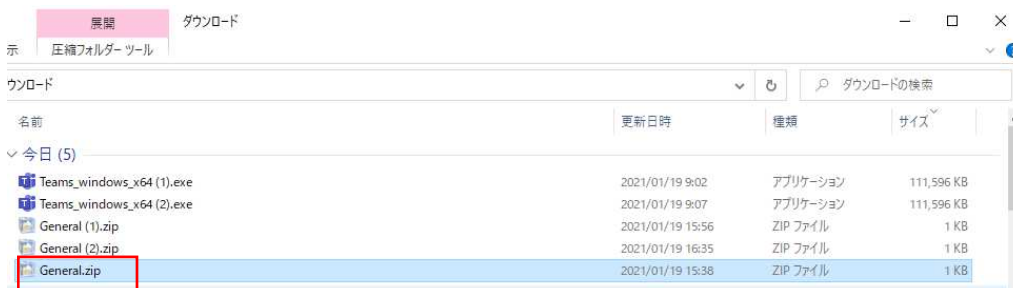 展開 ダウンロード
示 圧縮フォルダー ツール
ウンロード ダウンロードの検索
名前 更新日時 種類 サイズ
今日 (5)
Teams_windows_x64 (1).exe 2021/01/19 9:02 アプリケーション 111,596 KB
Teams_windows_x64 (2).exe 2021/01/19 9:07 アプリケーション 111,596 KB
General (1).zip 2021/01/19 15:56 ZIP ファイル 1 KB
General (2).zip 2021/01/19 16:35 ZIP ファイル 1 KB
General.zip 2021/01/19 15:38 ZIP ファイル 1 KB